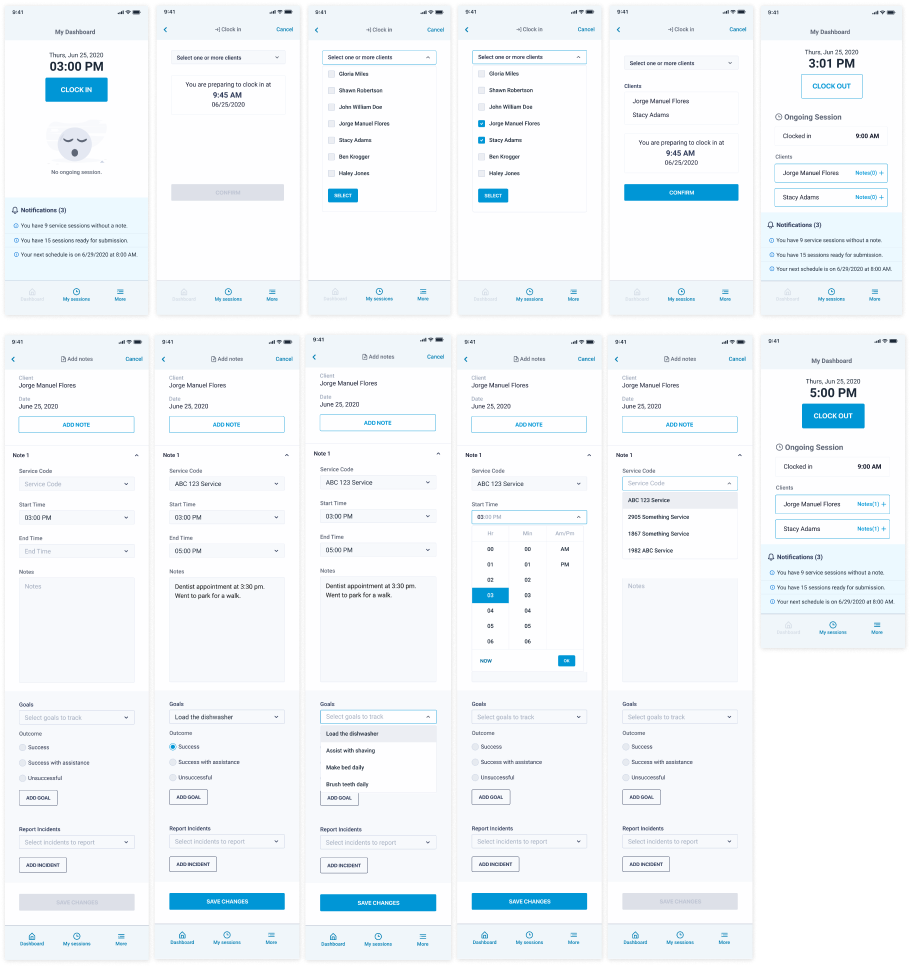 9:41
My Dashboard
Thurs, Jun 25, 2020
03:00 PM
CLOCK IN
No ongoing session.
Notifications (3)
You have 9 service sessions without a note.
You have 15 sessions ready for submission.
Your next schedule is on 6/29/2020 at 8:00 AM.
Dashboard
My sessions
More
9:41
Clock in
Cancel
Select one or more clients
You are preparing to clock in at
9:45 AM
06/25/2020
CONFIRM
Dashboard
My sessions
More
9:41
Clock in
Cancel
Select one or more clients
Gloria Miles
Shawn Robertson
John William Doe
Jorge Manuel Flores
Stacy Adams
Ben Krogger
Haley Jones
SELECT
Dashboard
My sessions
More
9:41
Clock in
Cancel
Select one or more clients
Gloria Miles
Shawn Robertson
John William Doe
Jorge Manuel Flores
Stacy Adams
Ben Krogger
Haley Jones
SELECT
Dashboard
My sessions
More
9:41
Clock in
Cancel
Select one or more clients
Clients
Jorge Manuel Flores
Stacy Adams
You are preparing to clock in at
9:45 AM
06/25/2020
CONFIRM
Dashboard
My sessions
More
9:41
My Dashboard
Thurs, Jun 25, 2020
3:01 PM
CLOCK OUT
Ongoing Session
Clocked in 9:00 AM
Clients
Jorge Manuel Flores Notes(0) +
Stacy Adams Notes(0) +
Notifications (3)
You have 9 service sessions without a note.
You have 15 sessions ready for submission.
Your next schedule is on 6/29/2020 at 8:00 AM.
Dashboard
My sessions
More
9:41
Add notes
Cancel
Client
Jorge Manuel Flores
Date
June 25, 2020
ADD NOTE
Note 1
Service Code
Service Code
Start Time
03:00 PM
End Time
End Time
Notes
Notes
Goals
Select goals to track
Outcome
Success
Success with assistance
Unsuccessful
ADD GOAL
Report Incidents
Select incidents to report
ADD INCIDENT
SAVE CHANGES
Dashboard
My sessions
More
9:41
Add notes
Cancel
Client
Jorge Manuel Flores
Date
June 25, 2020
ADD NOTE
Note 1
Service Code
ABC 123 Service
Start Time
03:00 PM
End Time
05:00 PM
Notes
Dentist appointment at 3:30 pm.
Went to park for a walk.
Goals
Load the dishwasher
Outcome
Success
Success with assistance
Unsuccessful
ADD GOAL
Report Incidents
Select incidents to report
ADD INCIDENT
SAVE CHANGES
Dashboard
My sessions
More
9:41
Add notes
Cancel
Client
Jorge Manuel Flores
Date
June 25, 2020
ADD NOTE
Note 1
Service Code
ABC 123 Service
Start Time
03:00 PM
End Time
05:00 PM
Notes
Dentist appointment at 3:30 pm.
Went to park for a walk.
Goals
Select goals to track
Load the dishwasher
Assist with shaving
Make bed daily
Brush teeth daily
ADD GOAL
Report Incidents
Select incidents to report
ADD INCIDENT
SAVE CHANGES
Dashboard
My sessions
More
9:41
Add notes
Cancel
Client
Jorge Manuel Flores
Date
June 25, 2020
ADD NOTE
Note 1
Service Code
ABC 123 Service
Start Time
03:00 PM
Hr Min Am/Pm
00 00 AM
01 01 PM
02 02
03 03
04 04
05 05
06 06
NOW
OK
Goals
Select goals to track
Outcome
Success
Success with assistance
Unsuccessful
ADD GOAL
Report Incidents
Select incidents to report
ADD INCIDENT
SAVE CHANGES
Dashboard
My sessions
More
9:41
Add notes
Cancel
Client
Jorge Manuel Flores
Date
June 25, 2020
ADD NOTE
Note 1
Service Code
Service Code
ABC 123 Service
2905 Something Service
1867 Something Service
1982 ABC Service
Notes
Goals
Select goals to track
Outcome
Success
Success with assistance
Unsuccessful
ADD GOAL
Report Incidents
Select incidents to report
ADD INCIDENT
SAVE CHANGES
Dashboard
My sessions
More
9:41
My Dashboard
Thurs, Jun 25, 2020
5:00 PM
CLOCK OUT
Ongoing Session
Clocked in 9:00 AM
Clients
Jorge Manuel Flores Notes(1) +
Stacy Adams Notes(1) +
Notifications (3)
You have 9 service sessions without a note.
You have 15 sessions ready for submission.
Your next schedule is on 6/29/2020 at 8:00 AM.
Dashboard
My sessions
More